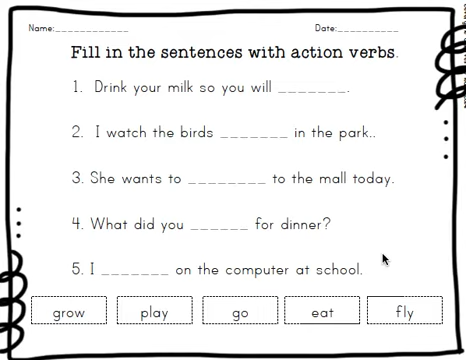 Name:____________ Date:__________
Fill in the sentences with action verbs.
1. Drink your milk so you will _______.
2. I watch the birds _______ in the park..
3. She wants to ________ to the mall today.
4. What did you ______ for dinner?
5. I _______ on the computer at school.
grow play go eat fly